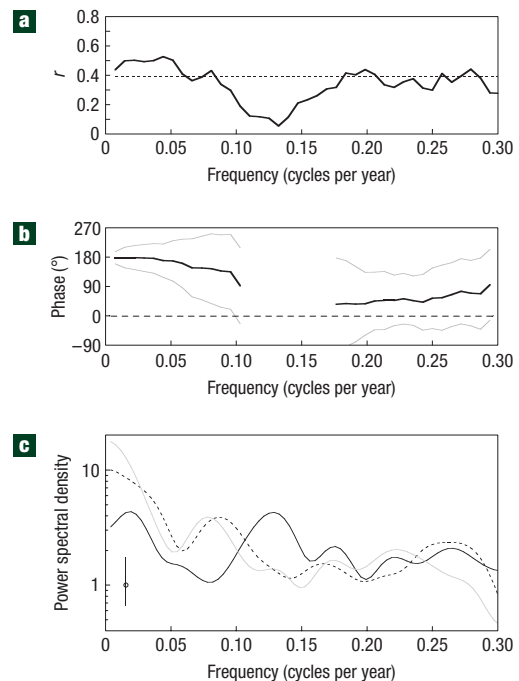 a
0.8
0.6
0.4
0.2
0
r
0 0.05 0.10 0.15 0.20 0.25 0.30
Frequency (cycles per year)
b
270
180
90
0
−90
Phase (°)
0 0.05 0.10 0.15 0.20 0.25 0.30
Frequency (cycles per year)
c
10
1
Power spectral density
0 0.05 0.10 0.15 0.20 0.25 0.30
Frequency (cycles per year)